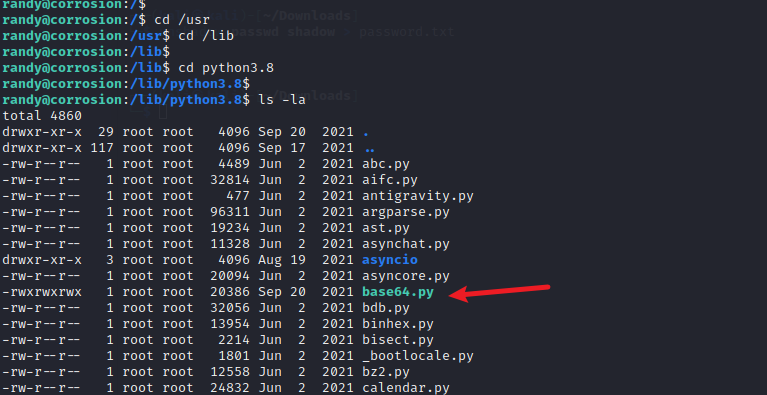 randy@corrosion:/$
randy@corrosion:/$ cd /usr
randy@corrosion:/usr$ cd /lib
randy@corrosion:/lib$
randy@corrosion:/lib$ cd python3.8
randy@corrosion:/lib/python3.8$
randy@corrosion:/lib/python3.8$ ls -la
total 4860
drwxr-xr-x 29 root root 4096 Sep 20 2021 .
drwxr-xr-x 117 root root 4096 Sep 17 2021 ..
-rw-r--r-- 1 root root 4489 Jun 2 2021 abc.py
-rw-r--r-- 1 root root 32814 Jun 2 2021 aifc.py
-rw-r--r-- 1 root root 477 Jun 2 2021 antigravity.py
-rw-r--r-- 1 root root 96311 Jun 2 2021 argparse.py
-rw-r--r-- 1 root root 19234 Jun 2 2021 ast.py
-rw-r--r-- 1 root root 11328 Jun 2 2021 asynchat.py
drwxr-xr-x 3 root root 4096 Aug 19 2021 asyncio
-rw-r--r-- 1 root root 20094 Jun 2 2021 asyncore.py
-rwxrwxrwx 1 root root 20386 Sep 20 2021 base64.py
-rw-r--r-- 1 root root 32056 Jun 2 2021 bdb.py
-rw-r--r-- 1 root root 13954 Jun 2 2021 binhex.py
-rw-r--r-- 1 root root 2214 Jun 2 2021 bisect.py
-rw-r--r-- 1 root root 1801 Jun 2 2021 _bootlocale.py
-rw-r--r-- 1 root root 12558 Jun 2 2021 bz2.py
-rw-r--r-- 1 root root 24832 Jun 2 2021 calendar.py